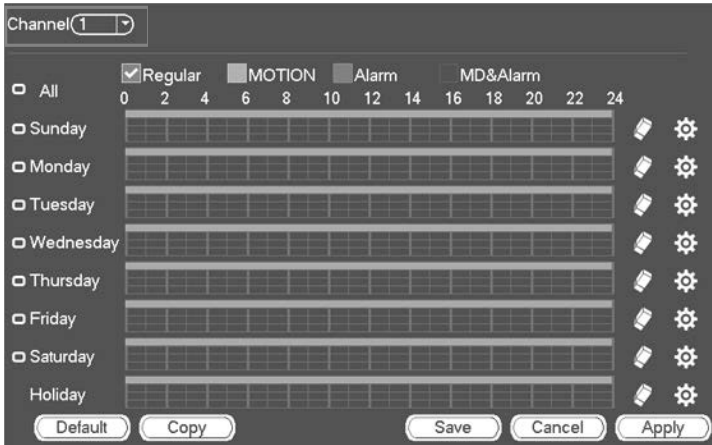 Channel 1
Regular MOTION Alarm MD&Alarm
All 0 2 4 6 8 10 12 14 16 18 20 22 24
Sunday
Monday
Tuesday
Wednesday
Thursday
Friday
Saturday
Holiday
Default Copy Save Cancel Apply